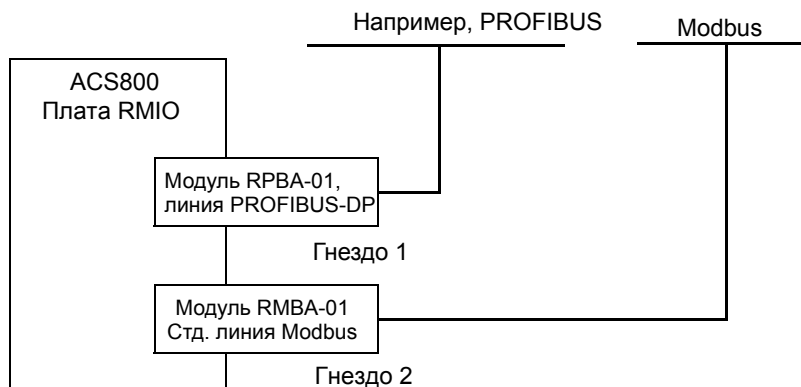 Например, PROFIBUS
Modbus
ACS800
Плата RMIO
Модуль RPBA-01,
линия PROFIBUS-DP
Гнездо 1
Модуль RMBA-01
Стд. линия Modbus
Гнездо 2